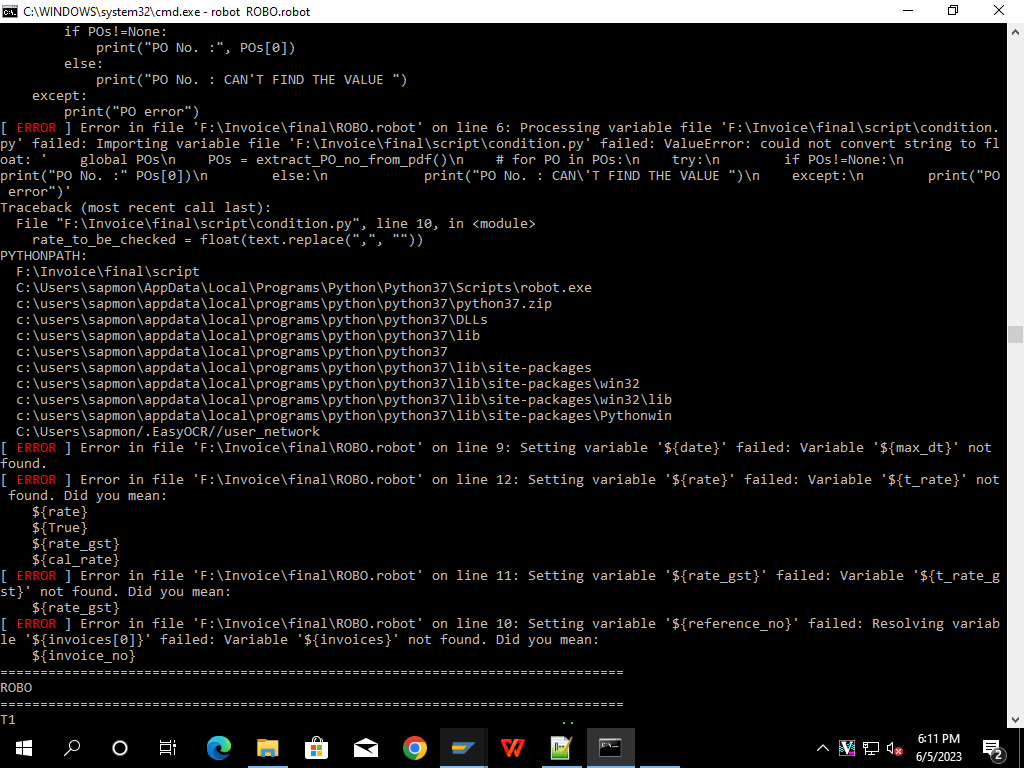 C:\WINDOWS\system32\cmd.exe - robot ROBO.robot
        if POs!=None:
            print("PO No. :", POs[0])
        else:
            print("PO No. : CAN'T FIND THE VALUE ")
    except:
        print("PO error")
[ ERROR ] Error in file 'F:\Invoice\final\ROBO.robot' on line 6: Processing variable file 'F:\Invoice\final\script\condition.
py' failed: Importing variable file 'F:\Invoice\final\script\condition.py' failed: ValueError: could not convert string to fl
oat: '    global POs\n    POs = extract_PO_no_from_pdf()\n    # for PO in POs:\n    try:\n        if POs!=None:\n
print("PO No. :" POs[0])\n        else:\n            print("PO No. : CAN\'T FIND THE VALUE ")\n    except:\n        print("PO
 error")'
Traceback (most recent call last):
  File "F:\Invoice\final\script\condition.py", line 10, in <module>
    rate_to_be_checked = float(text.replace(",", ""))
PYTHONPATH:
  F:\Invoice\final\script
  C:\Users\sapmon\AppData\Local\Programs\Python\Python37\Scripts\robot.exe
  c:\users\sapmon\appdata\local\programs\python\python37\python37.zip
  c:\users\sapmon\appdata\local\programs\python\python37\DLLs
  c:\users\sapmon\appdata\local\programs\python\python37\lib
  c:\users\sapmon\appdata\local\programs\python\python37
  c:\users\sapmon\appdata\local\programs\python\python37\lib\site-packages
  c:\users\sapmon\appdata\local\programs\python\python37\lib\site-packages\win32
  c:\users\sapmon\appdata\local\programs\python\python37\lib\site-packages\win32\lib
  c:\users\sapmon\appdata\local\programs\python\python37\lib\site-packages\Pythonwin
  C:\Users\sapmon/.EasyOCR//user_network
[ ERROR ] Error in file 'F:\Invoice\final\ROBO.robot' on line 9: Setting variable '${date}' failed: Variable '${max_dt}' not
found.
[ ERROR ] Error in file 'F:\Invoice\final\ROBO.robot' on line 12: Setting variable '${rate}' failed: Variable '${t_rate}' not
 found. Did you mean:
    ${rate}
    ${True}
    ${rate_gst}
    ${cal_rate}
[ ERROR ] Error in file 'F:\Invoice\final\ROBO.robot' on line 11: Setting variable '${rate_gst}' failed: Variable '${t_rate_g
st}' not found. Did you mean:
    ${rate_gst}
[ ERROR ] Error in file 'F:\Invoice\final\ROBO.robot' on line 10: Setting variable '${reference_no}' failed: Resolving variab
le '${invoices[0]}' failed: Variable '${invoices}' not found. Did you mean:
    ${invoice_no}
==============================================================================
ROBO
==============================================================================
T1                                                                    ..
6:11 PM
6/5/2023
2